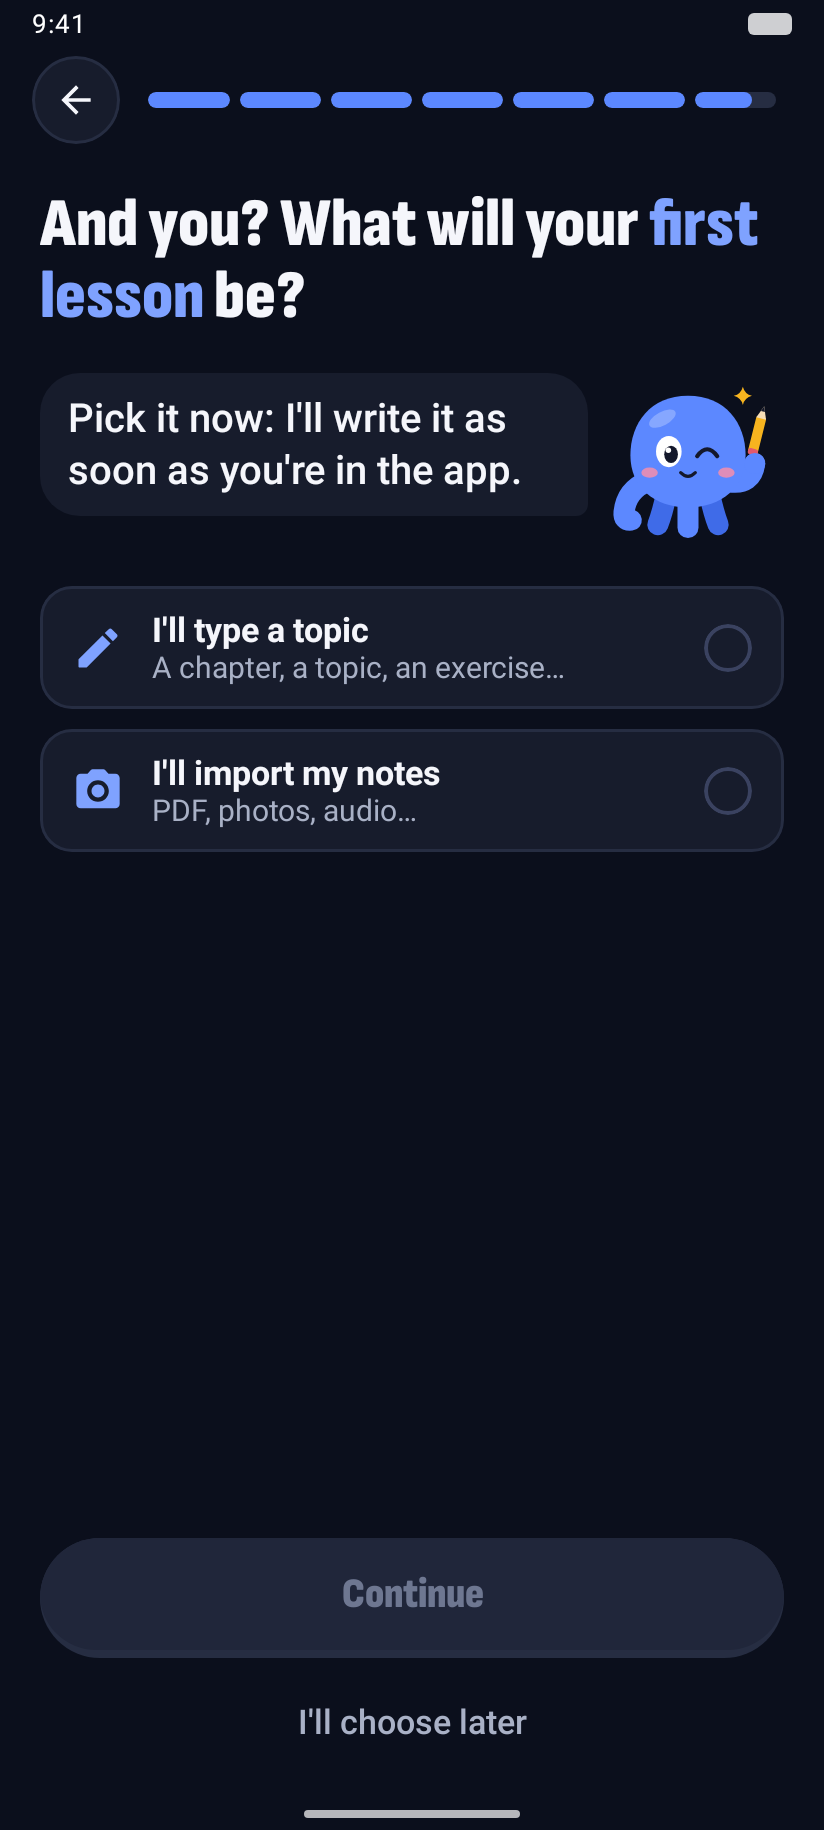 9:41
And you? What will your first
lesson be?
Pick it now: I'll write it as
soon as you're in the app.
I'll type a topic
A chapter, a topic, an exercise...
I'll import my notes
PDF, photos, audio...
Continue
I'll choose later